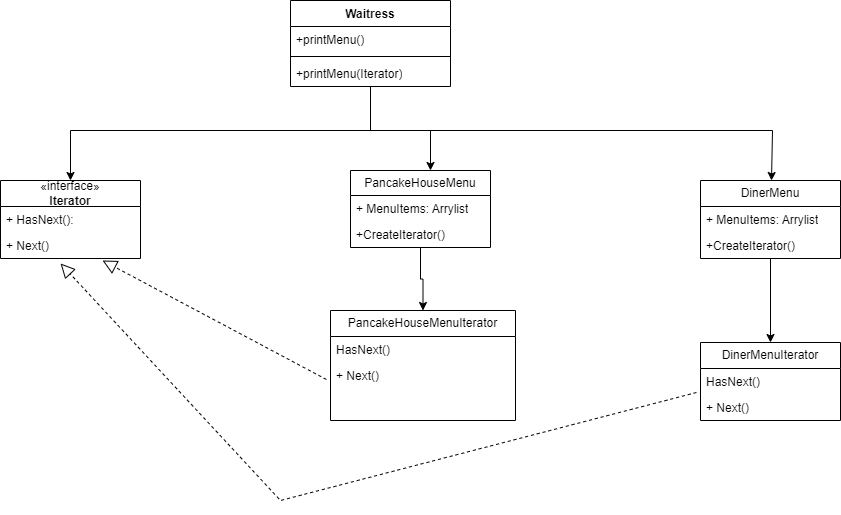 Waitress
+printMenu()
+printMenu(Iterator)
«interface»
Iterator
+ HasNext():
+ Next()
PancakeHouseMenu
+ MenuItems: Arrylist
+CreateIterator()
DinerMenu
+ MenuItems: Arrylist
+CreateIterator()
PancakeHouseMenuIterator
HasNext()
+ Next()
DinerMenuIterator
HasNext()
+ Next()